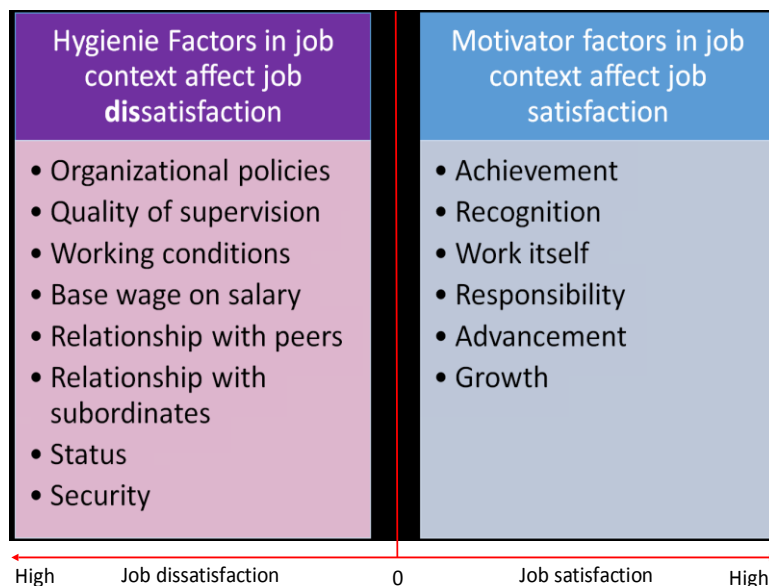 Hygienie Factors in job
context affect job
dissatisfaction
• Organizational policies
• Quality of supervision
• Working conditions
• Base wage on salary
• Relationship with peers
• Relationship with
subordinates
• Status
• Security
Motivator factors in job
context affect job
satisfaction
• Achievement
• Recognition
• Work itself
• Responsibility
• Advancement
• Growth
High Job dissatisfaction 0 Job satisfaction High